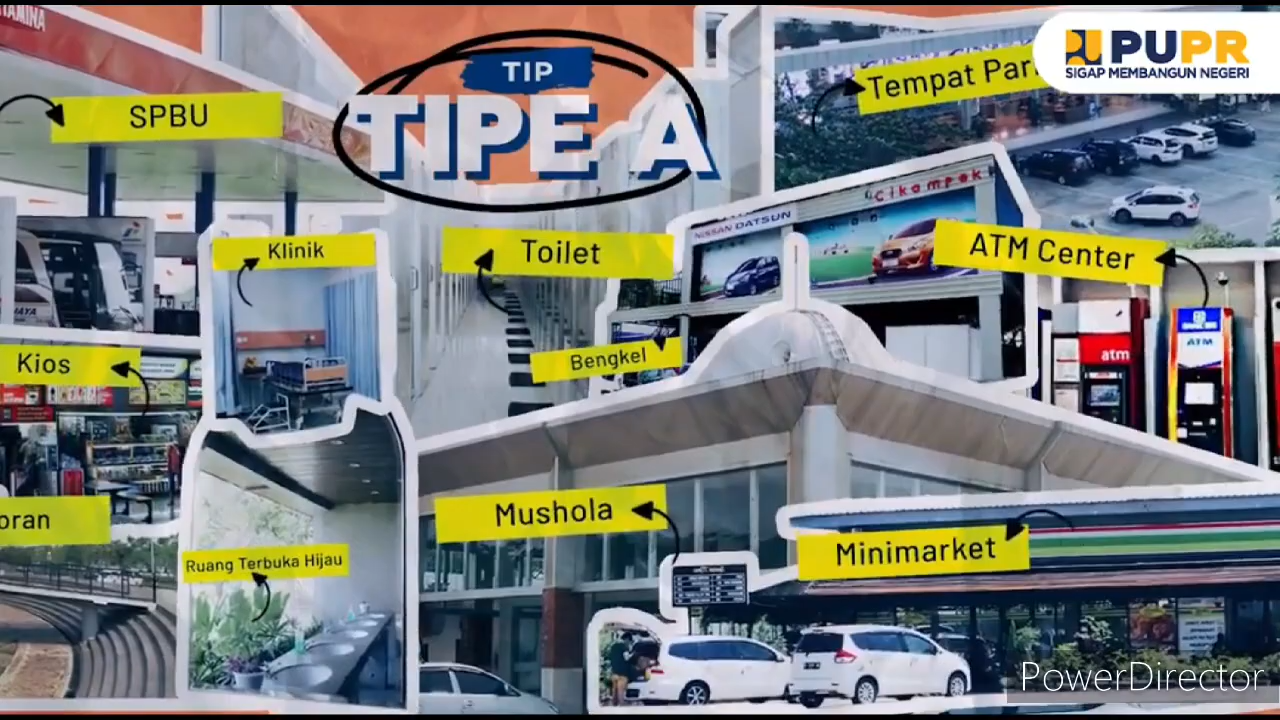 TAMINA
PUPR
SIGAP MEMBANGUN NEGERI
TIP
TIPE A
SPBU
Tempat Par
Cikampek
NISSAN DATSUN
Klinik
Toilet
ATM Center
Kios
Bengkel
atm
ATM
oran
Mushola
Minimarket
Ruang Terbuka Hijau
PowerDirector